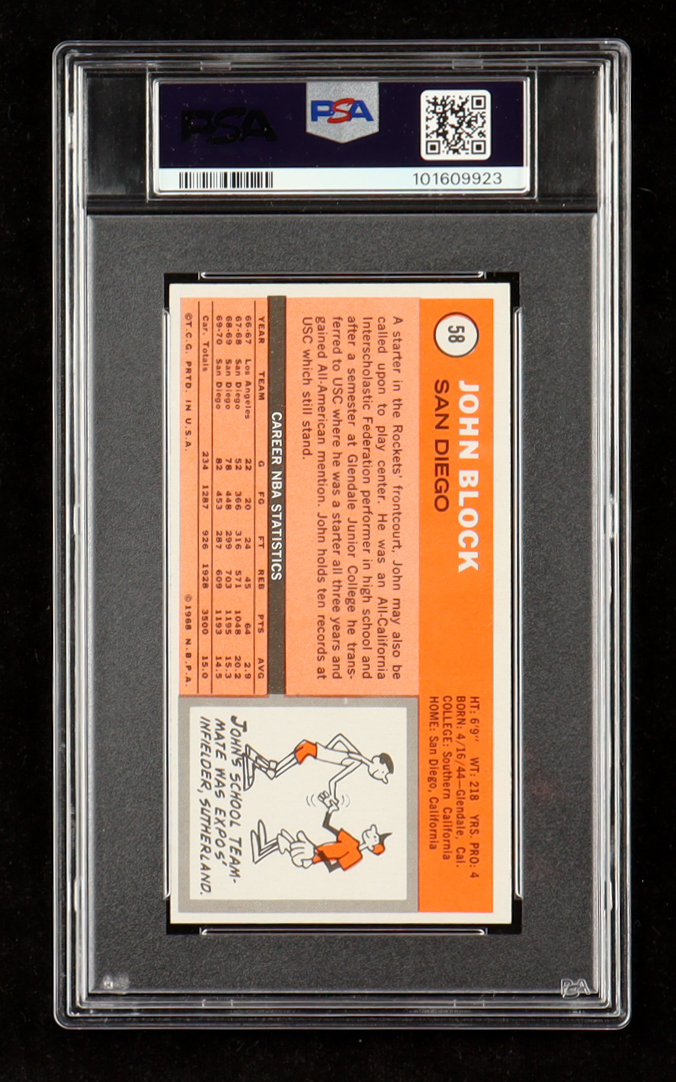 PSA
PSA
101609923
58
JOHN BLOCK
SAN DIEGO
HT: 6'9" WT: 218 YRS. PRO: 4
BORN: 4/16/44—Glendale, Cal.
COLLEGE: Southern California
HOME: San Diego, California
A starter in the Rockets' frontcourt, John may also be
called upon to play center. He was an All-California
Interscholastic Federation performer in high school and
after a semester at Glendale Junior College he trans-
ferred to USC where he was a starter all three years and
gained All-American mention. John holds ten records at
USC which still stand.
CAREER NBA STATISTICS
YEAR TEAM G FG FT REB PTS AVG
66-67 Los Angeles 22 20 24 45 64 2.9
67-68 San Diego 52 366 316 571 1048 20.2
68-69 San Diego 78 448 299 703 1195 15.3
69-70 San Diego 82 453 287 609 1193 14.5
Car. Totals 234 1287 926 1928 3500 15.0
©T.C.G. PRTD. IN U.S.A. ©1968 N.B.P.A.
JOHN'S SCHOOL TEAM-
MATE WAS EXPOS'
INFIELDER, SUTHERLAND.
PSA